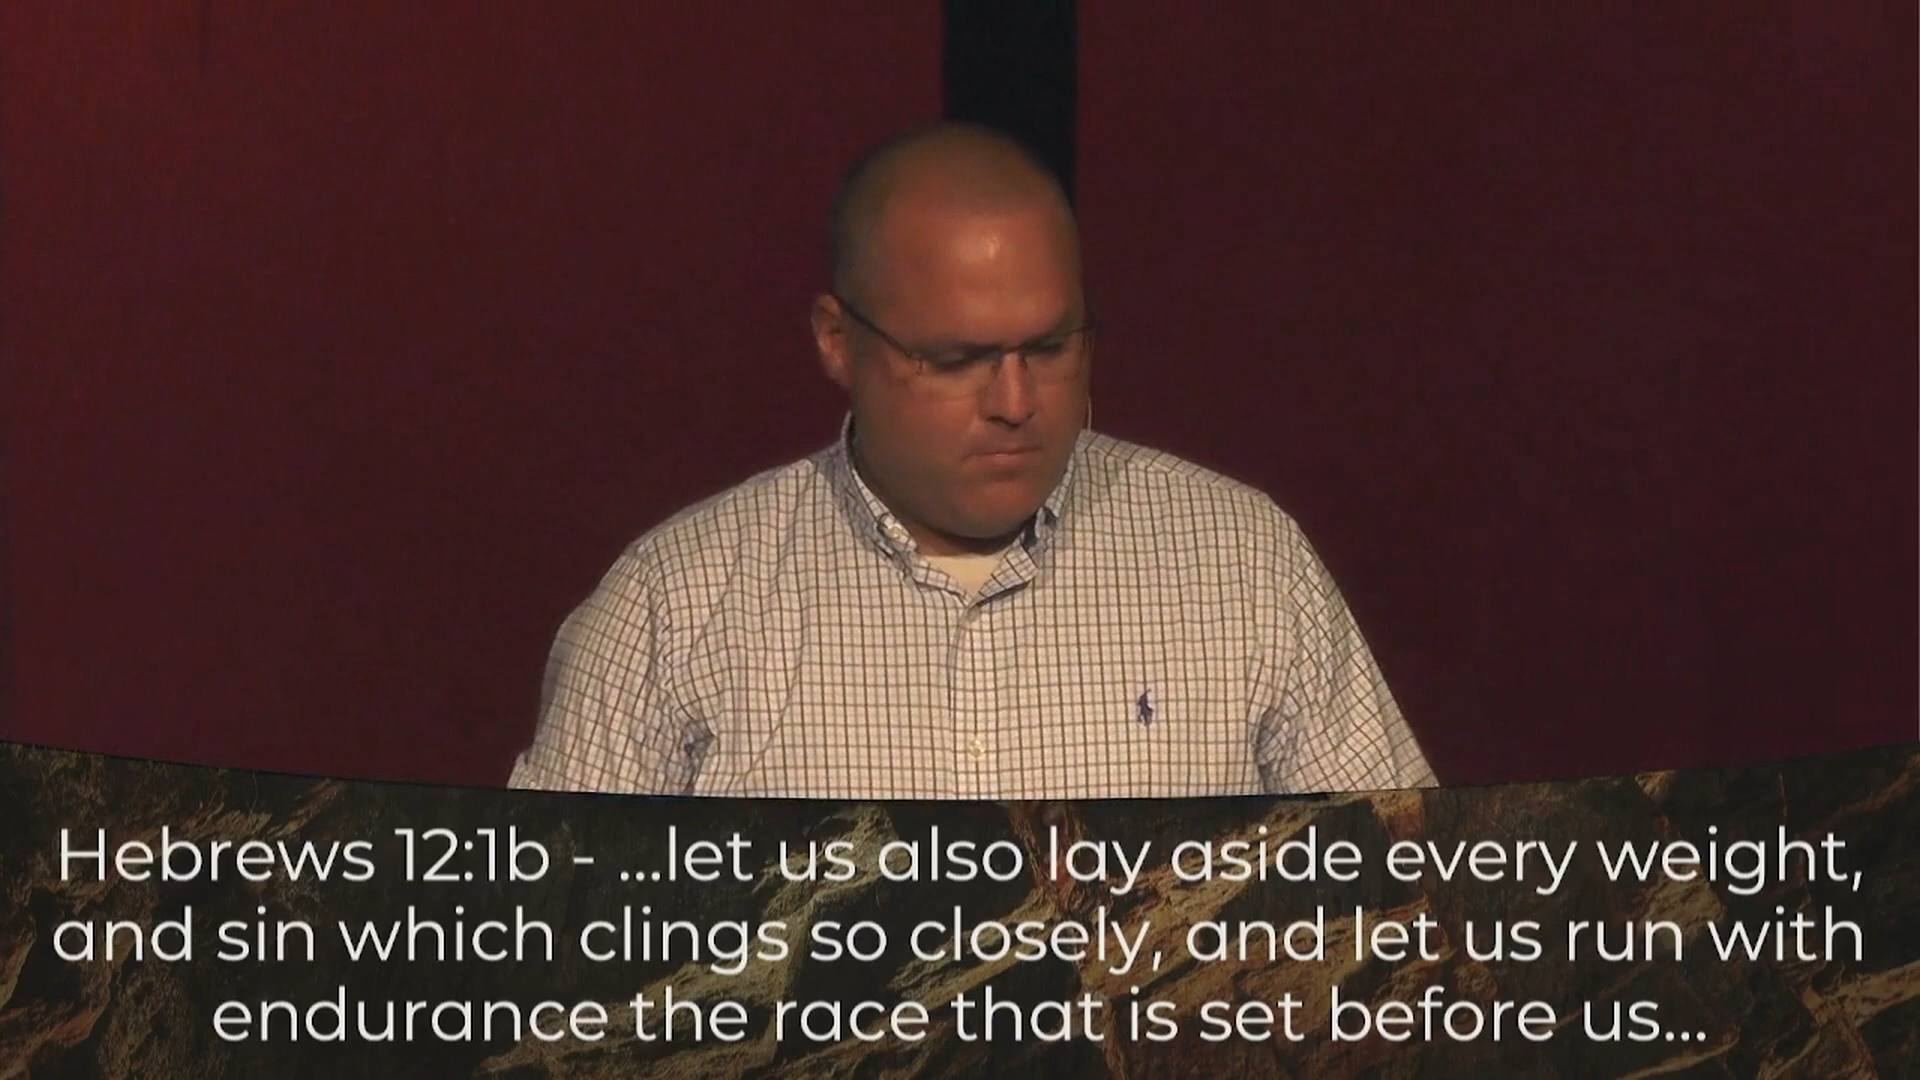 Hebrews 12:1b - ...let us also lay aside every weight,
and sin which clings so closely, and let us run with
endurance the race that is set before us...